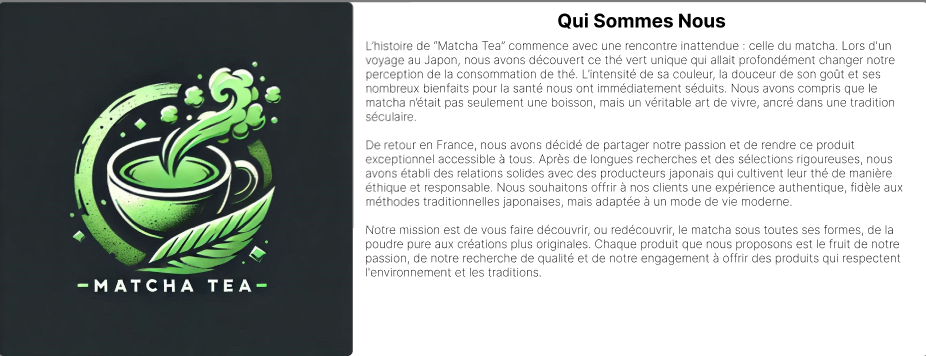 -MATCHA TEA-
Qui Sommes Nous
L'histoire de "Matcha Tea" commence avec une rencontre inattendue : celle du matcha. Lors d'un
voyage au Japon, nous avons découvert ce thé vert unique qui allait profondément changer notre
perception de la consommation de thé. L'intensité de sa couleur, la douceur de son goût et ses
nombreux bienfaits pour la santé nous ont immédiatement séduits. Nous avons compris que le
matcha n'était pas seulement une boisson, mais un véritable art de vivre, ancré dans une tradition
séculaire.
De retour en France, nous avons décidé de partager notre passion et de rendre ce produit
exceptionnel accessible à tous. Après de longues recherches et des sélections rigoureuses, nous
avons établi des relations solides avec des producteurs japonais qui cultivent leur thé de manière
éthique et responsable. Nous souhaitons offrir à nos clients une expérience authentique, fidèle aux
méthodes traditionnelles japonaises, mais adaptée à un mode de vie moderne.
Notre mission est de vous faire découvrir, ou redécouvrir, le matcha sous toutes ses formes, de la
poudre pure aux créations plus originales. Chaque produit que nous proposons est le fruit de notre
passion, de notre recherche de qualité et de notre engagement à offrir des produits qui respectent
l'environnement et les traditions.